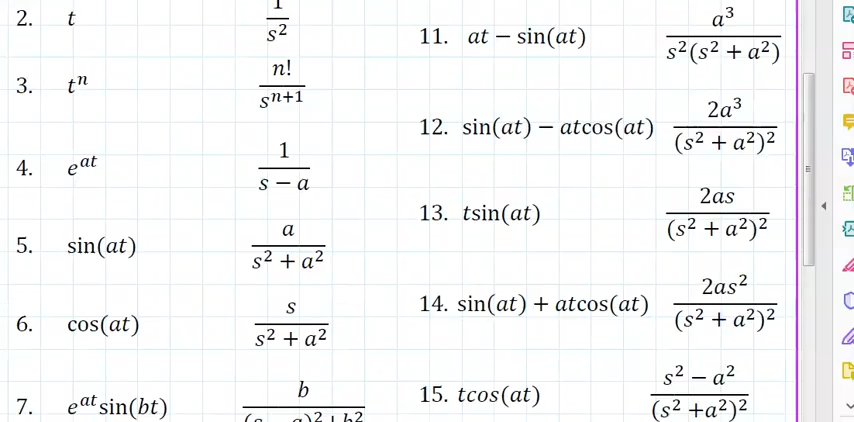 2. t 1/s²
3. tⁿ n!/sⁿ⁺¹
4. eᵃᵗ 1/(s − a)
5. sin(at) a/(s² + a²)
6. cos(at) s/(s² + a²)
7. eᵃᵗsin(bt) b/((s − a)² + b²)
11. at − sin(at) a³/(s²(s² + a²))
12. sin(at) − atcos(at) 2a³/(s² + a²)²
13. tsin(at) 2as/(s² + a²)²
14. sin(at) + atcos(at) 2as²/(s² + a²)²
15. tcos(at) (s² − a²)/(s² + a²)²